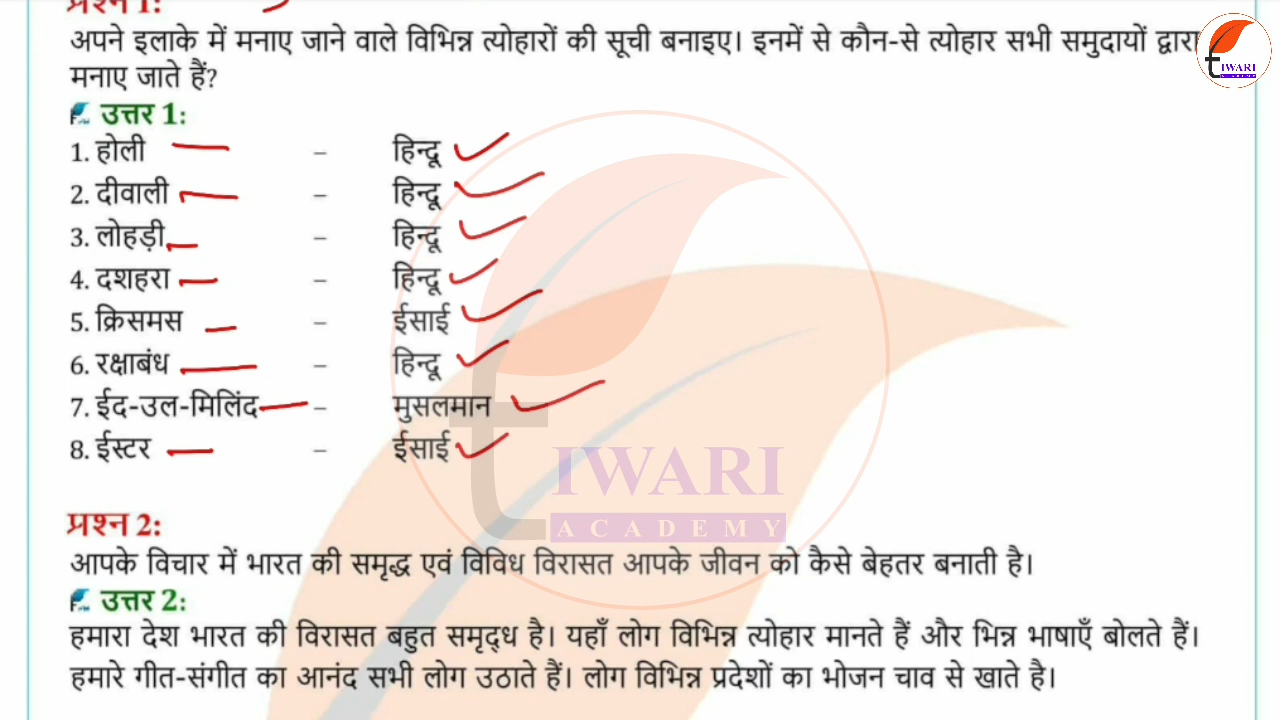 प्रश्न 1:
अपने इलाके में मनाए जाने वाले विभिन्न त्योहारों की सूची बनाइए। इनमें से कौन-से त्योहार सभी समुदायों द्वारा
मनाए जाते हैं?
उत्तर 1:
1. होली – हिन्दू
2. दीवाली – हिन्दू
3. लोहड़ी – हिन्दू
4. दशहरा – हिन्दू
5. क्रिसमस – ईसाई
6. रक्षाबंध – हिन्दू
7. ईद-उल-मिलिंद – मुसलमान
8. ईस्टर – ईसाई
प्रश्न 2:
आपके विचार में भारत की समृद्ध एवं विविध विरासत आपके जीवन को कैसे बेहतर बनाती है।
उत्तर 2:
हमारा देश भारत की विरासत बहुत समृद्ध है। यहाँ लोग विभिन्न त्योहार मानते हैं और भिन्न भाषाएँ बोलते हैं।
हमारे गीत-संगीत का आनंद सभी लोग उठाते हैं। लोग विभिन्न प्रदेशों का भोजन चाव से खाते है।
tIWARI
ACADEMY
tIWARI
ACADEMY